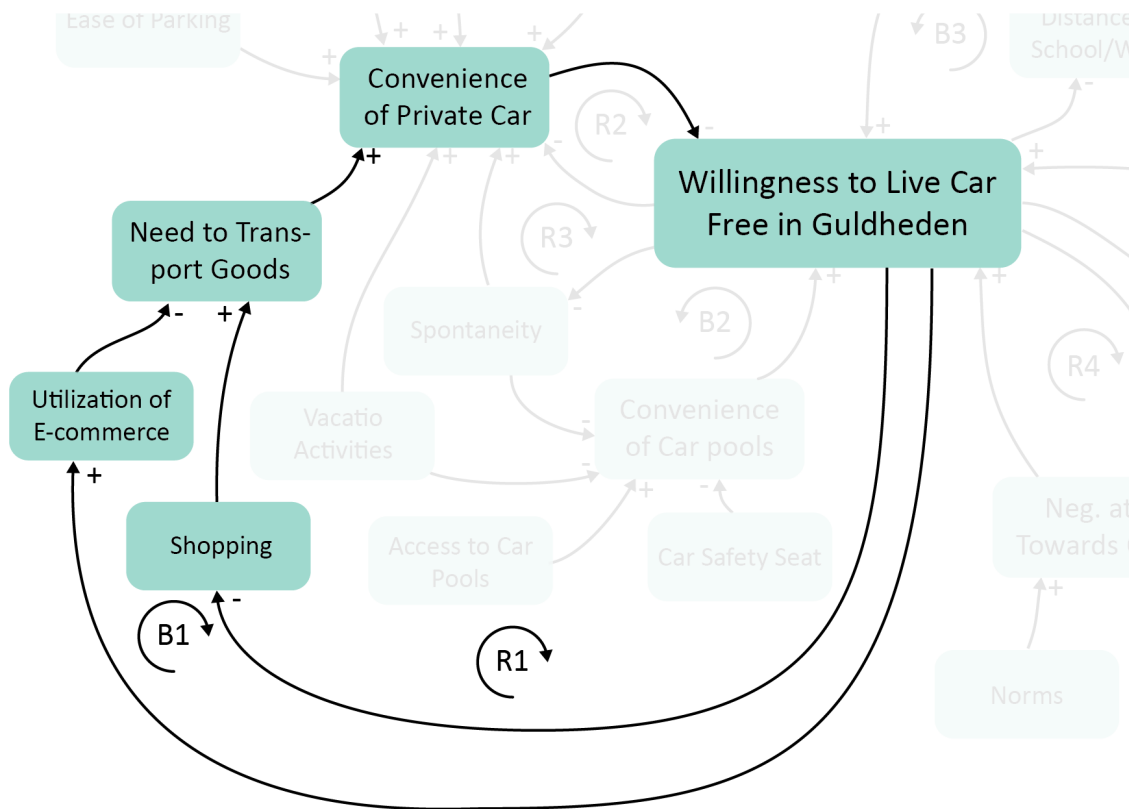 Ease of Parking
+
+
+
+
B3
Distance
School/W
+
Convenience
of Private Car
-
R2
-
+
-
+
+
+
+
-
Willingness to Live Car
Free in Guldheden
Need to Trans-
port Goods
R3
-
+
-
+
+
B2
Spontaneity
R4
Utilization of
E-commerce
Vacatio
Activities
-
-
Convenience
of Car pools
+
+
-
Shopping
Access to Car
Pools
Car Safety Seat
Neg. at
Towards
-
+
B1
R1
Norms